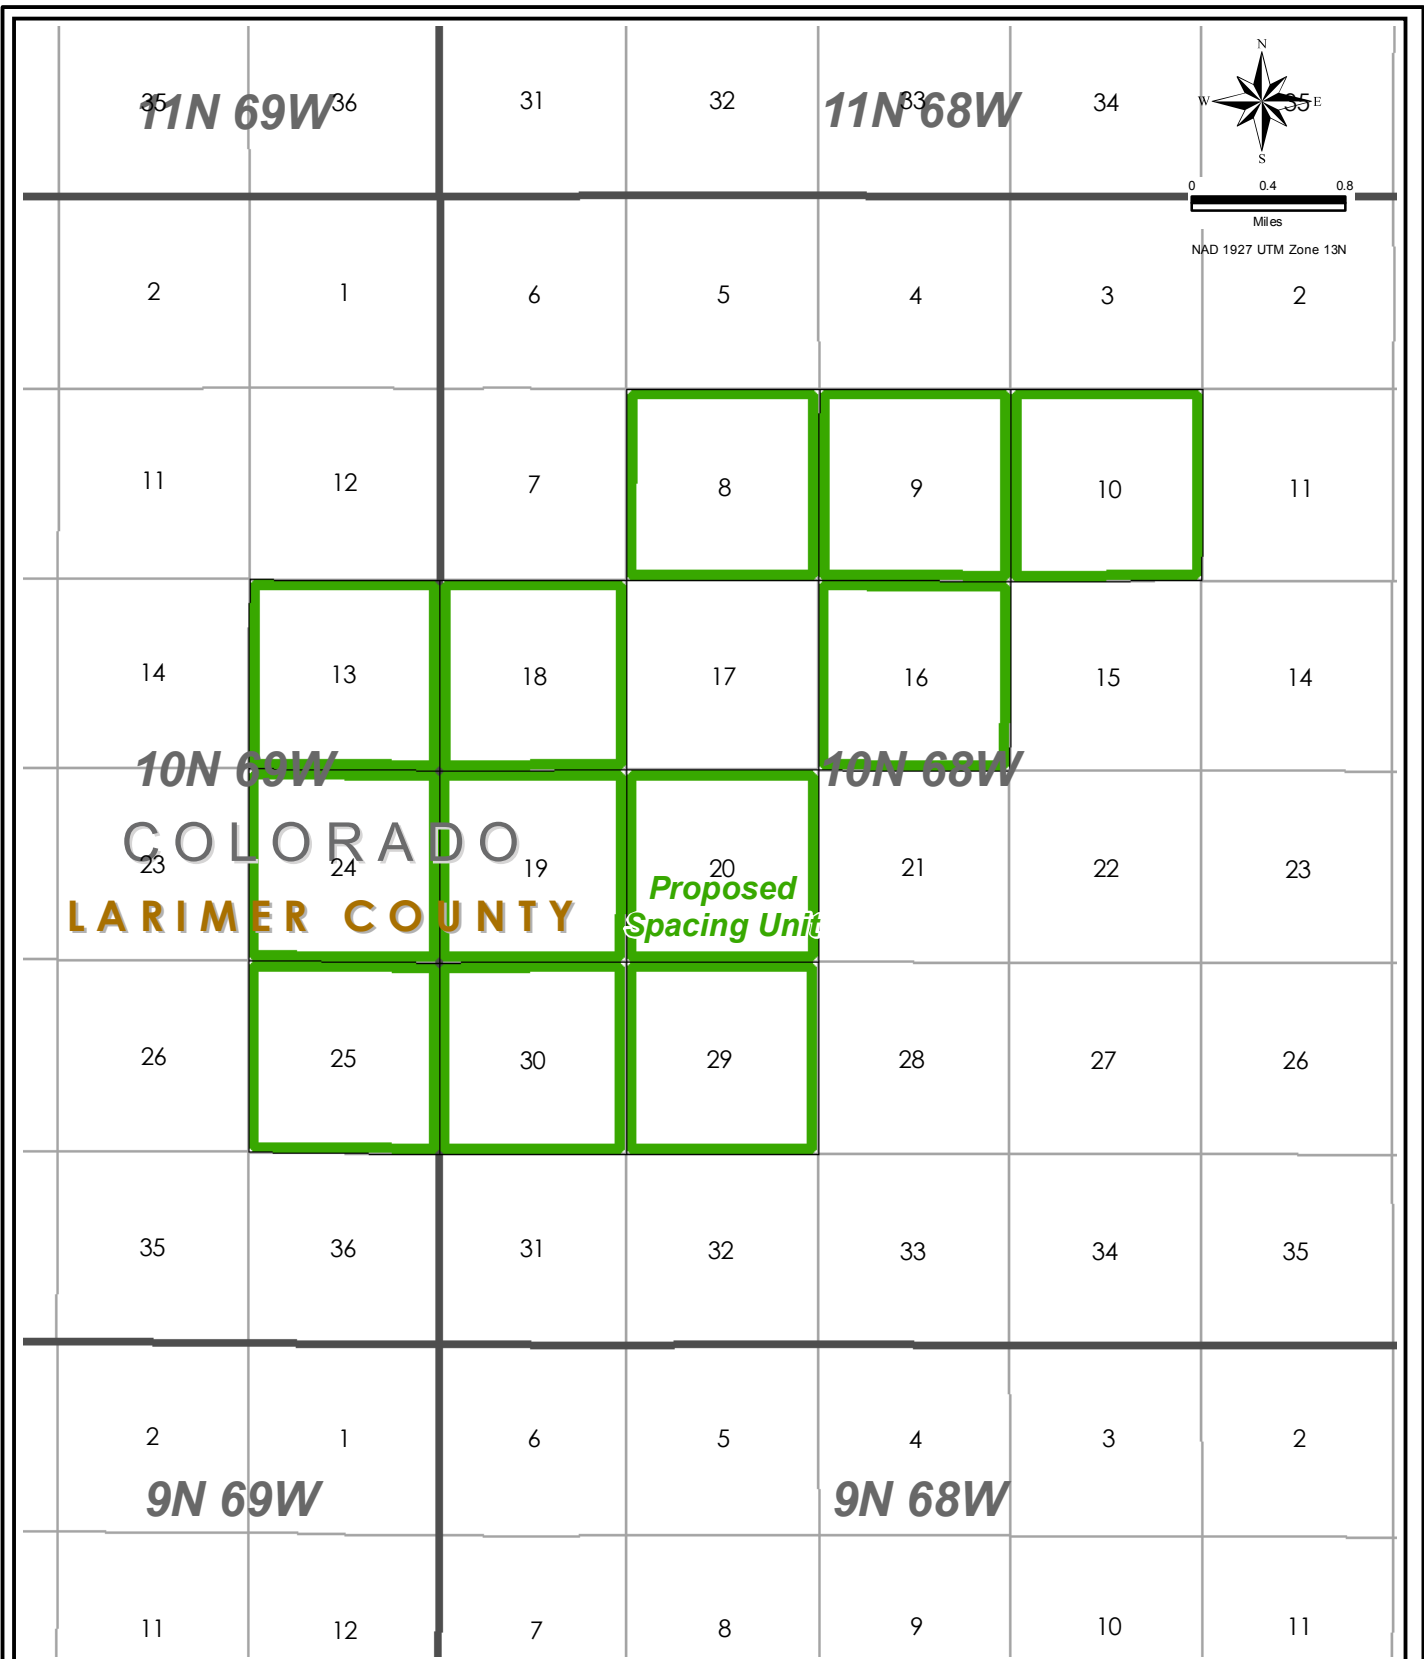 N
W E
S
35 36 31 32 33 34 35
11N 69W 11N 68W
0 0.4 0.8
Miles
NAD 1927 UTM Zone 13N
2 1 6 5 4 3 2
11 12 7 8 9 10 11
14 13 18 17 16 15 14
10N 69W 10N 68W
COLORADO
23 24 19 20 21 22 23
Proposed
Spacing Unit
LARIMER COUNTY
26 25 30 29 28 27 26
35 36 31 32 33 34 35
2 1 6 5 4 3 2
9N 69W 9N 68W
11 12 7 8 9 10 11